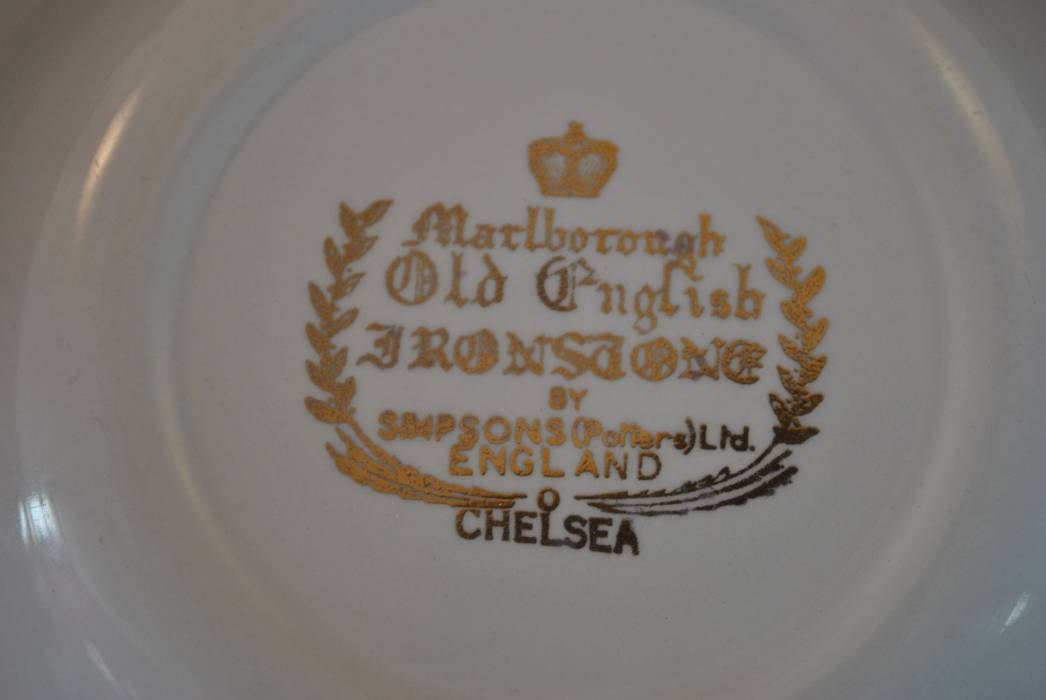 Marlborough
Old English
IRONSTONE
BY
SIMPSONS (Potters) Ltd.
ENGLAND
O
CHELSEA